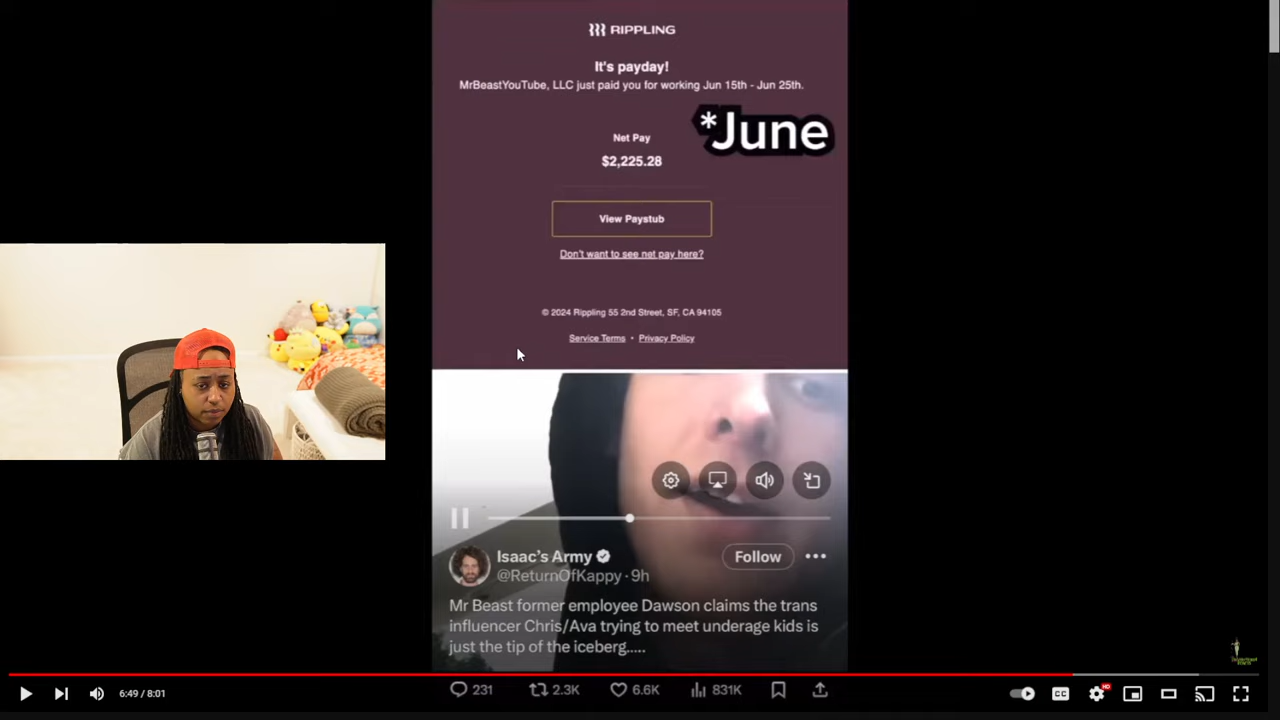 RIPPLING
It's payday!
MrBeastYouTube, LLC just paid you for working Jun 15th - Jun 25th.
*June
Net Pay
$2,225.28
View Paystub
Don't want to see net pay here?
© 2024 Rippling 55 2nd Street, SF, CA 94105
Service Terms • Privacy Policy
Isaac's Army
Follow
@ReturnOfKappy · 9h
Mr Beast former employee Dawson claims the trans
influencer Chris/Ava trying to meet underage kids is
just the tip of the iceberg.....
231 2.3K 6.6K 831K
6:49 / 8:01
CC
HD